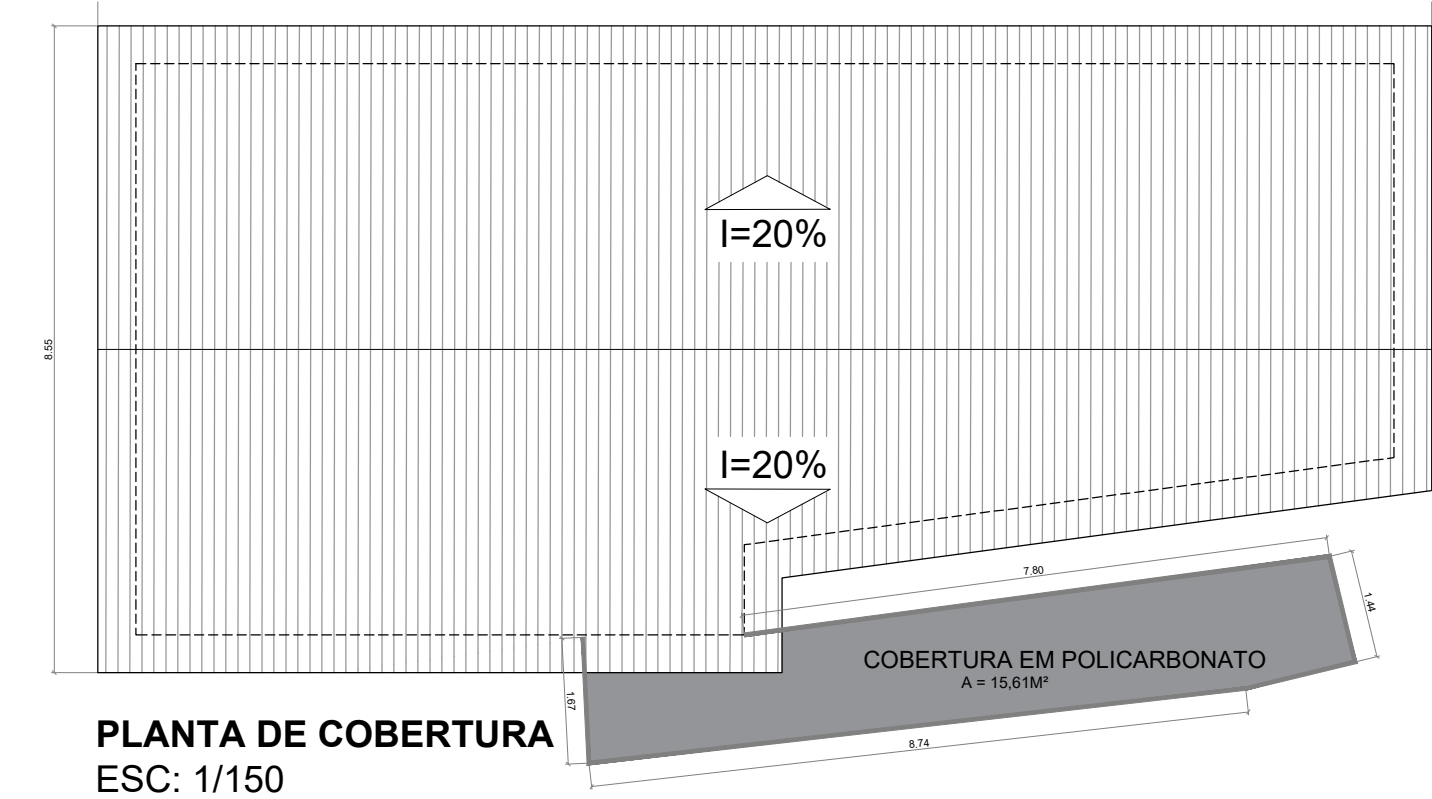 I=20%
8.55
I=20%
7.80
1.44
COBERTURA EM POLICARBONATO
A = 15,61M²
1.67
8.74
PLANTA DE COBERTURA
ESC: 1/150